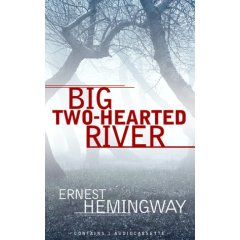 BIG
TWO-HEARTED
RIVER
ERNEST
HEMINGWAY
CONTAINS 1 AUDIOCASSETTE